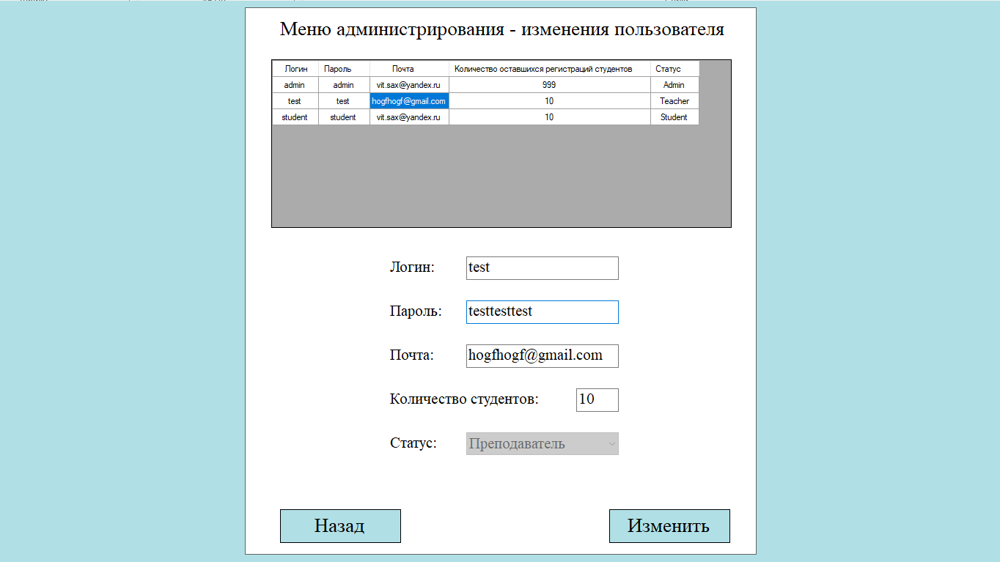 Меню администрирования - изменения пользователя
Логин Пароль Почта Количество оставшихся регистраций студентов Статус
admin admin vit.sax@yandex.ru 999 Admin
test test hogfhogf@gmail.com 10 Teacher
student student vit.sax@yandex.ru 10 Student
Логин: test
Пароль: testtesttest
Почта: hogfhogf@gmail.com
Количество студентов: 10
Статус: Преподаватель
Назад Изменить